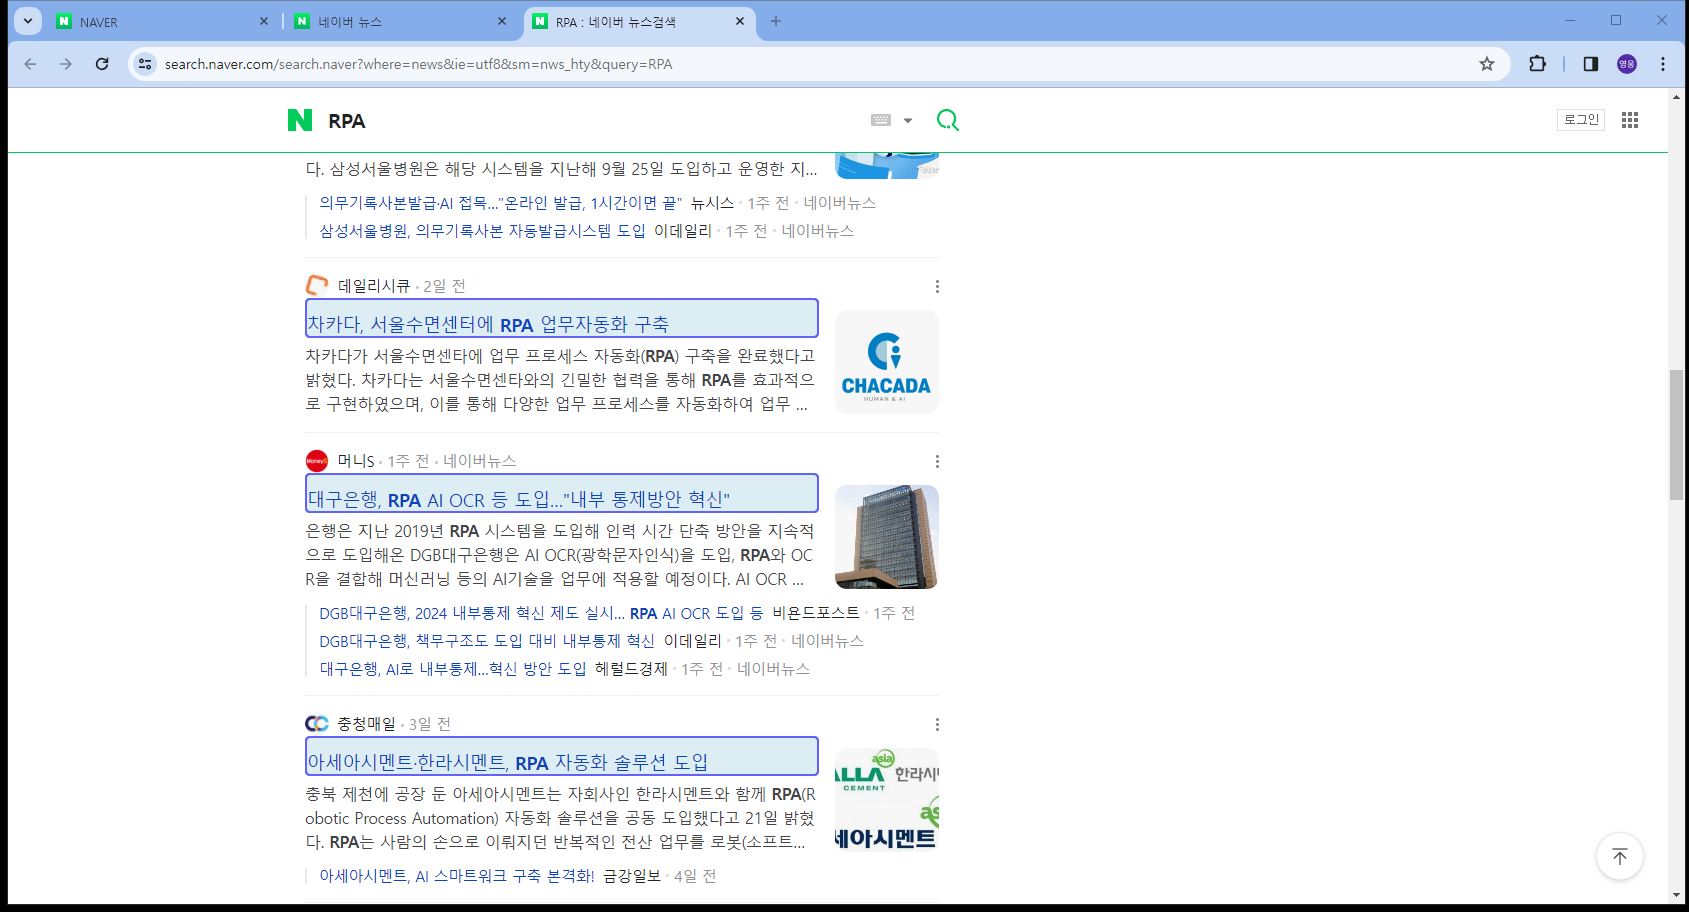 NAVER
네이버 뉴스
RPA : 네이버 뉴스검색
search.naver.com/search.naver?where=news&ie=utf8&sm=nws_hty&query=RPA
영웅
N RPA
로그인
다. 삼성서울병원은 해당 시스템을 지난해 9월 25일 도입하고 운영한 지...
의무기록사본발급·AI 접목..."온라인 발급, 1시간이면 끝" 뉴시스 · 1주 전 · 네이버뉴스
삼성서울병원, 의무기록사본 자동발급시스템 도입 이데일리 · 1주 전 · 네이버뉴스
데일리시큐 · 2일 전
차카다, 서울수면센터에 RPA 업무자동화 구축
차카다가 서울수면센타에 업무 프로세스 자동화(RPA) 구축을 완료했다고
밝혔다. 차카다는 서울수면센타와의 긴밀한 협력을 통해 RPA를 효과적으
로 구현하였으며, 이를 통해 다양한 업무 프로세스를 자동화하여 업무 ...
CHACADA
HUMAN & AI
MoneyS
머니S · 1주 전 · 네이버뉴스
대구은행, RPA AI OCR 등 도입..."내부 통제방안 혁신"
은행은 지난 2019년 RPA 시스템을 도입해 인력 시간 단축 방안을 지속적
으로 도입해온 DGB대구은행은 AI OCR(광학문자인식)을 도입, RPA와 OC
R을 결합해 머신러닝 등의 AI기술을 업무에 적용할 예정이다. AI OCR ...
DGB대구은행, 2024 내부통제 혁신 제도 실시... RPA AI OCR 도입 등 비욘드포스트 · 1주 전
DGB대구은행, 책무구조도 도입 대비 내부통제 혁신 이데일리 · 1주 전 · 네이버뉴스
대구은행, AI로 내부통제...혁신 방안 도입 헤럴드경제 · 1주 전 · 네이버뉴스
충청매일 · 3일 전
아세아시멘트·한라시멘트, RPA 자동화 솔루션 도입
충북 제천에 공장 둔 아세아시멘트는 자회사인 한라시멘트와 함께 RPA(R
obotic Process Automation) 자동화 솔루션을 공동 도입했다고 21일 밝혔
다. RPA는 사람의 손으로 이뤄지던 반복적인 전산 업무를 로봇(소프트...
asia
ALLA 한라시멘
CEMENT
as
세아시멘트
아세아시멘트, AI 스마트워크 구축 본격화! 금강일보 · 4일 전